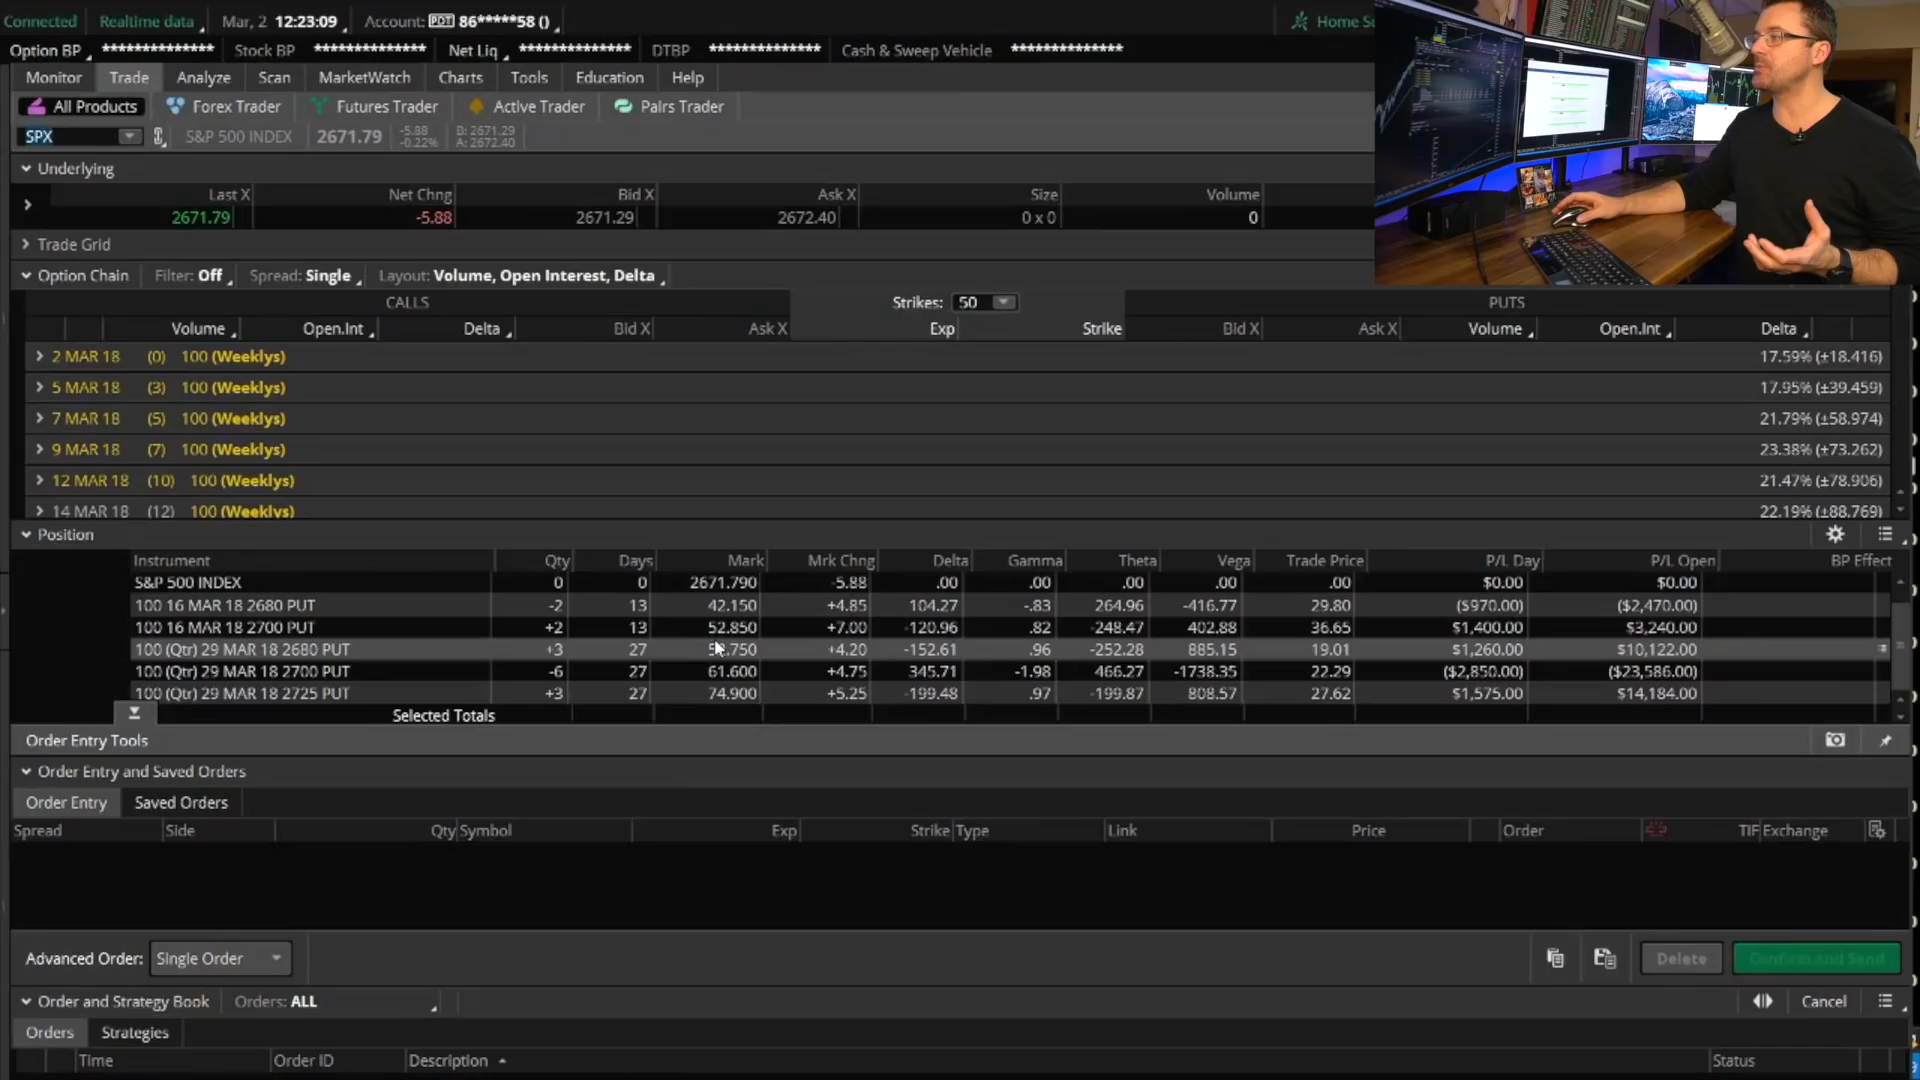 Connected Realtime data Mar, 2 12:23:09 Account: PDT 86*****58 () Home
Option BP ************** Stock BP ************** Net Liq ************** DTBP ************** Cash & Sweep Vehicle **************
Monitor Trade Analyze Scan MarketWatch Charts Tools Education Help
All Products Forex Trader Futures Trader Active Trader Pairs Trader
SPX S&P 500 INDEX 2671.79 -5.88 -0.22% B: 2671.29 A: 2672.40
Underlying
Last X Net Chng Bid X Ask X Size Volume
2671.79 -5.88 2671.29 2672.40 0 x 0 0
Trade Grid
Option Chain Filter: Off Spread: Single Layout: Volume, Open Interest, Delta
CALLS Strikes: 50 PUTS
Volume Open.Int Delta Bid X Ask X Exp Strike Bid X Ask X Volume Open.Int Delta
2 MAR 18 (0) 100 (Weeklys) 17.59% (±18.416)
5 MAR 18 (3) 100 (Weeklys) 17.95% (±39.459)
7 MAR 18 (5) 100 (Weeklys) 21.79% (±58.974)
9 MAR 18 (7) 100 (Weeklys) 23.38% (±73.262)
12 MAR 18 (10) 100 (Weeklys) 21.47% (±78.906)
14 MAR 18 (12) 100 (Weeklys) 22.19% (±88.769)
Position
Instrument Qty Days Mark Mrk Chng Delta Gamma Theta Vega Trade Price P/L Day P/L Open BP Effect
S&P 500 INDEX 0 0 2671.790 -5.88 .00 .00 .00 .00 .00 $0.00 $0.00
100 16 MAR 18 2680 PUT -2 13 42.150 +4.85 104.27 -.83 264.96 -416.77 29.80 ($970.00) ($2,470.00)
100 16 MAR 18 2700 PUT +2 13 52.850 +7.00 -120.96 .82 -248.47 402.88 36.65 $1,400.00 $3,240.00
100 (Qtr) 29 MAR 18 2680 PUT +3 27 +4.20 -152.61 .96 -252.28 885.15 19.01 $1,260.00 $10,122.00
100 (Qtr) 29 MAR 18 2700 PUT -6 27 61.600 +4.75 345.71 -1.98 466.27 -1738.35 22.29 ($2,850.00) ($23,586.00)
100 (Qtr) 29 MAR 18 2725 PUT +3 27 74.900 +5.25 -199.48 .97 -199.87 808.57 27.62 $1,575.00 $14,184.00
Selected Totals
Order Entry Tools
Order Entry and Saved Orders
Order Entry Saved Orders
Spread Side Qty Symbol Exp Strike Type Link Price Order TIF Exchange
Advanced Order: Single Order Delete Confirm and Send
Order and Strategy Book Orders: ALL Cancel
Orders Strategies
Time Order ID Description Status